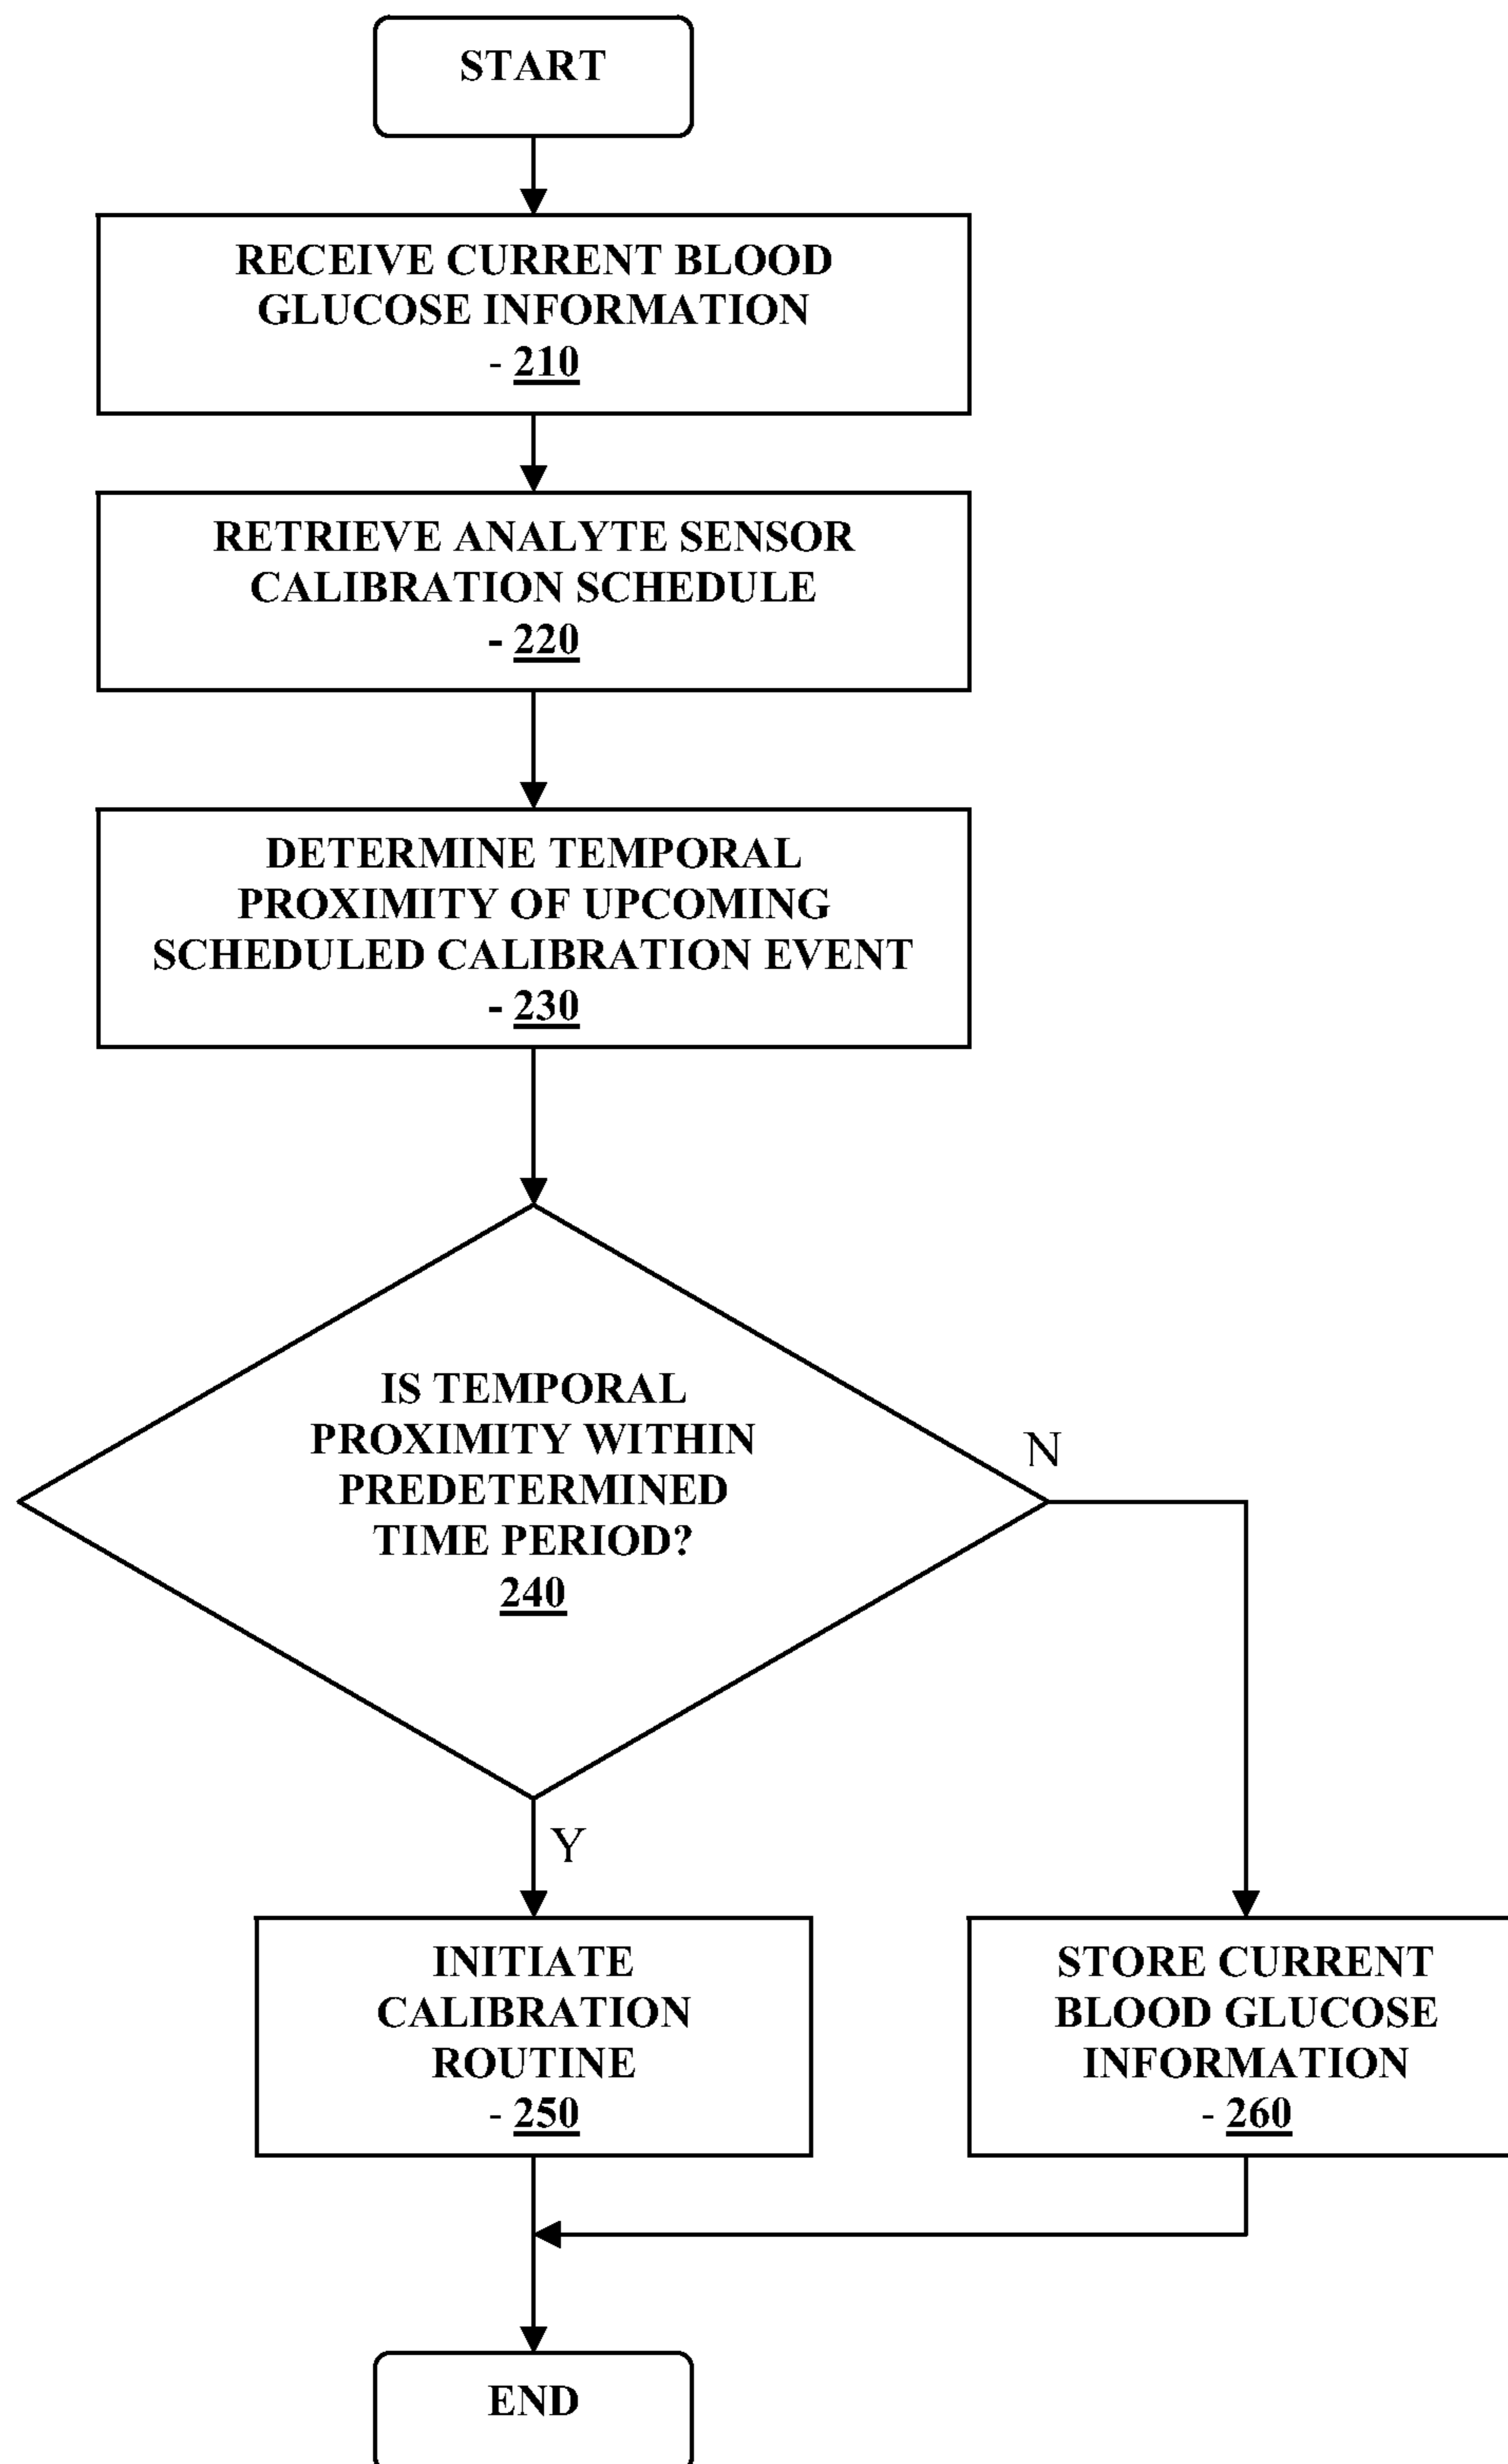 START
RECEIVE CURRENT BLOOD
GLUCOSE INFORMATION
- 210
RETRIEVE ANALYTE SENSOR
CALIBRATION SCHEDULE
- 220
DETERMINE TEMPORAL
PROXIMITY OF UPCOMING
SCHEDULED CALIBRATION EVENT
- 230
IS TEMPORAL
PROXIMITY WITHIN
PREDETERMINED
TIME PERIOD?
240
N
Y
INITIATE
CALIBRATION
ROUTINE
- 250
STORE CURRENT
BLOOD GLUCOSE
INFORMATION
- 260
END